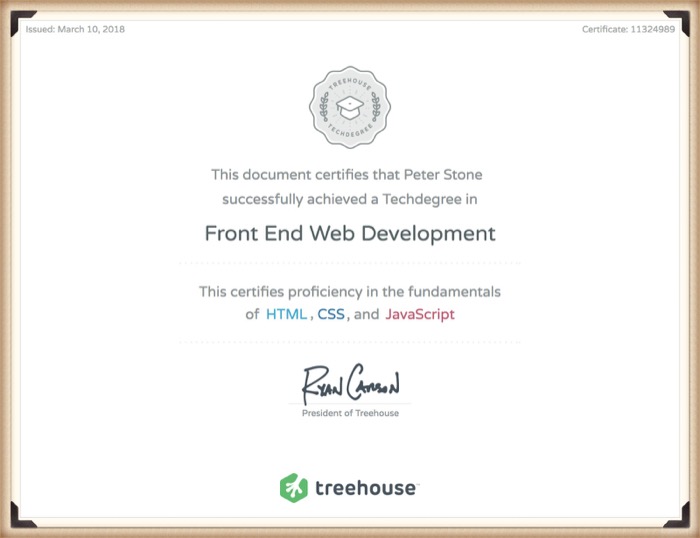 Issued: March 10, 2018
Certificate: 11324989
TREEHOUSE
TECHDEGREE
This document certifies that Peter Stone
successfully achieved a Techdegree in
Front End Web Development
This certifies proficiency in the fundamentals
of HTML, CSS, and JavaScript
Ryan Carson
President of Treehouse
treehouse